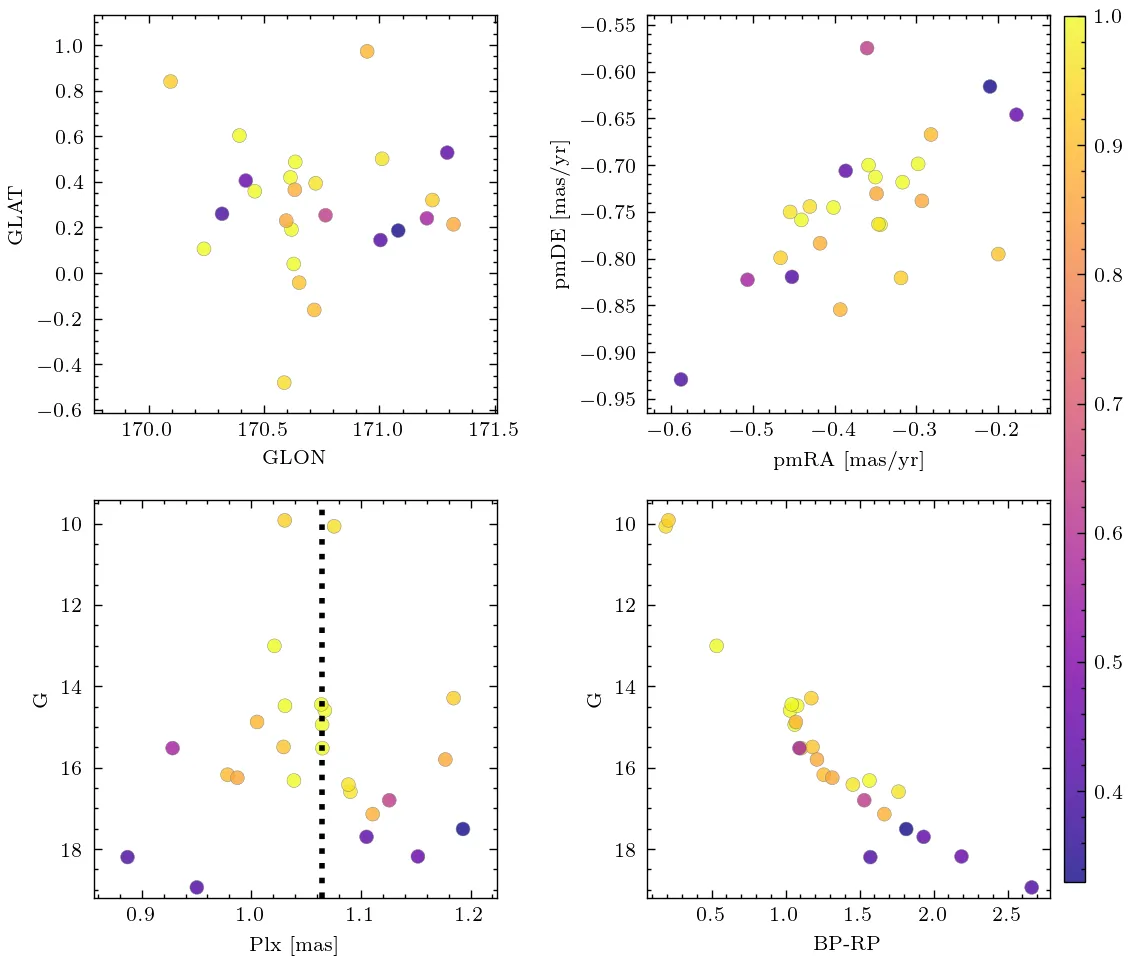 1.0
0.8
0.6
0.4
0.2
0.0
−0.2
−0.4
−0.6
GLAT
170.0 170.5 171.0 171.5
GLON
−0.55
−0.60
−0.65
−0.70
−0.75
−0.80
−0.85
−0.90
−0.95
pmDE [mas/yr]
−0.6 −0.5 −0.4 −0.3 −0.2
pmRA [mas/yr]
10
12
14
16
18
G
0.9 1.0 1.1 1.2
Plx [mas]
10
12
14
16
18
G
0.5 1.0 1.5 2.0 2.5
BP-RP
1.0
0.9
0.8
0.7
0.6
0.5
0.4